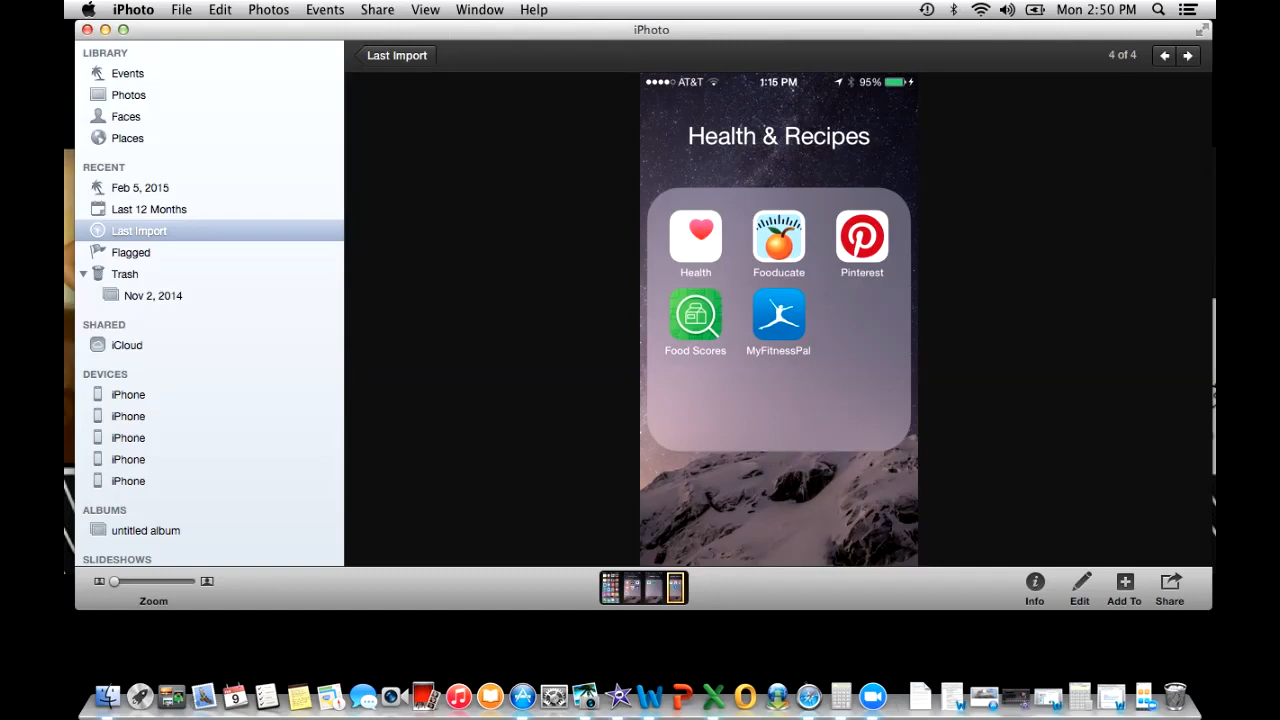 iPhoto File Edit Photos Events Share View Window Help Mon 2:50 PM
iPhoto
LIBRARY
Events
Photos
Faces
Places
RECENT
Feb 5, 2015
Last 12 Months
Last Import
Flagged
Trash
Nov 2, 2014
SHARED
iCloud
DEVICES
iPhone
iPhone
iPhone
iPhone
iPhone
ALBUMS
untitled album
SLIDESHOWS
Zoom
Last Import 4 of 4
AT&T 1:15 PM 95%
Health & Recipes
Health Fooducate Pinterest
Food Scores MyFitnessPal
Info Edit Add To Share
9